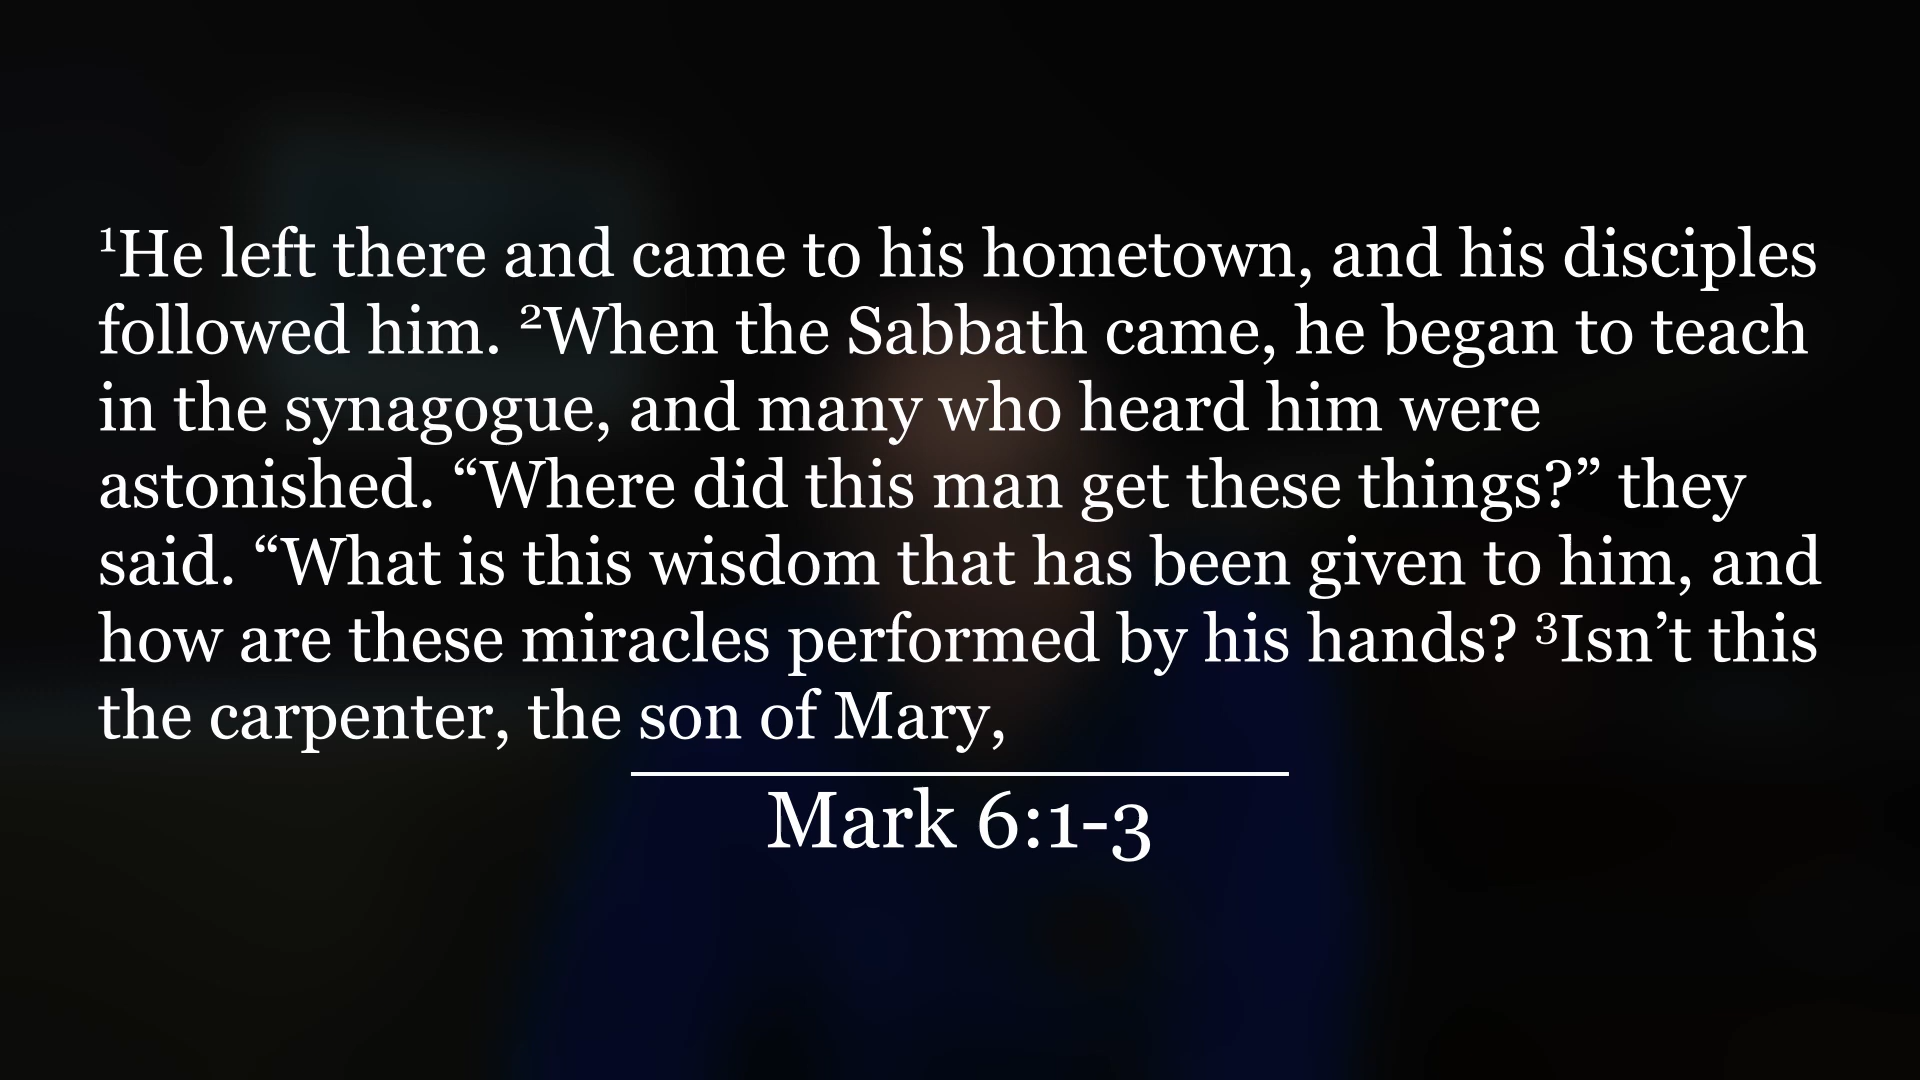 ¹He left there and came to his hometown, and his disciples
followed him. ²When the Sabbath came, he began to teach
in the synagogue, and many who heard him were
astonished. “Where did this man get these things?” they
said. “What is this wisdom that has been given to him, and
how are these miracles performed by his hands? ³Isn’t this
the carpenter, the son of Mary,
Mark 6:1-3